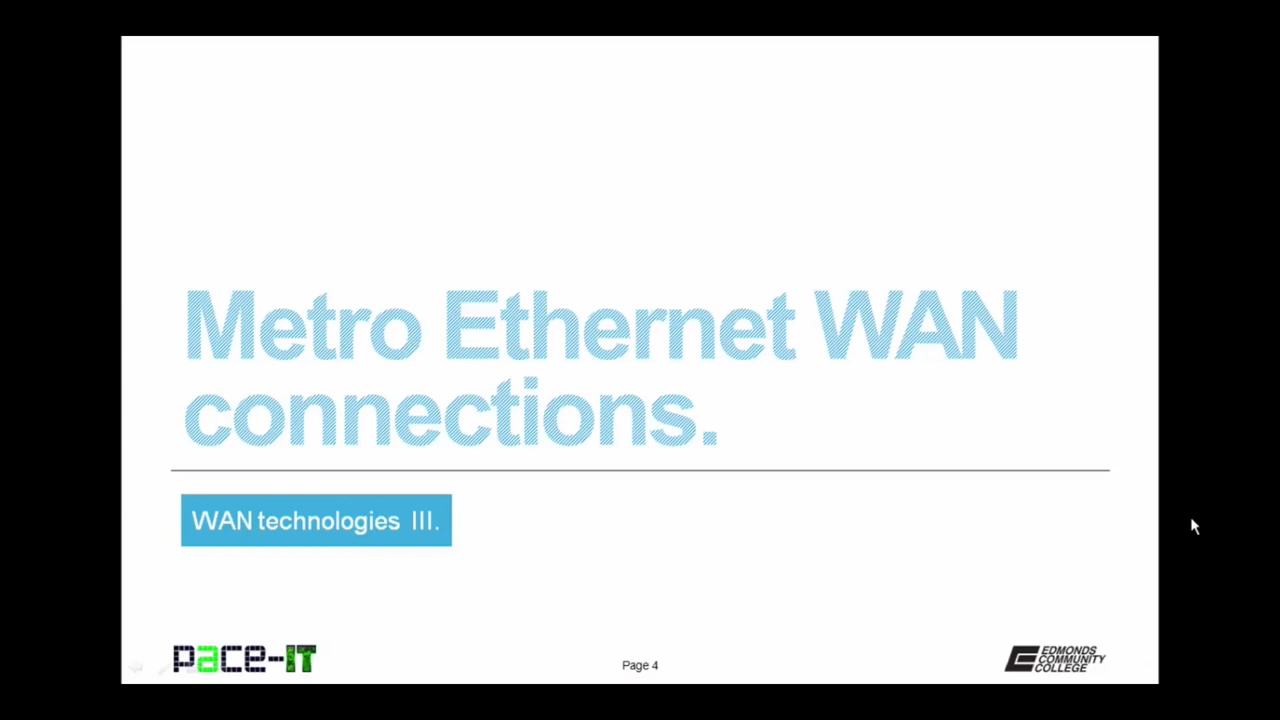 Metro Ethernet WAN
connections.
WAN technologies III.
pace-IT
Page 4
EDMONDS
COMMUNITY
COLLEGE